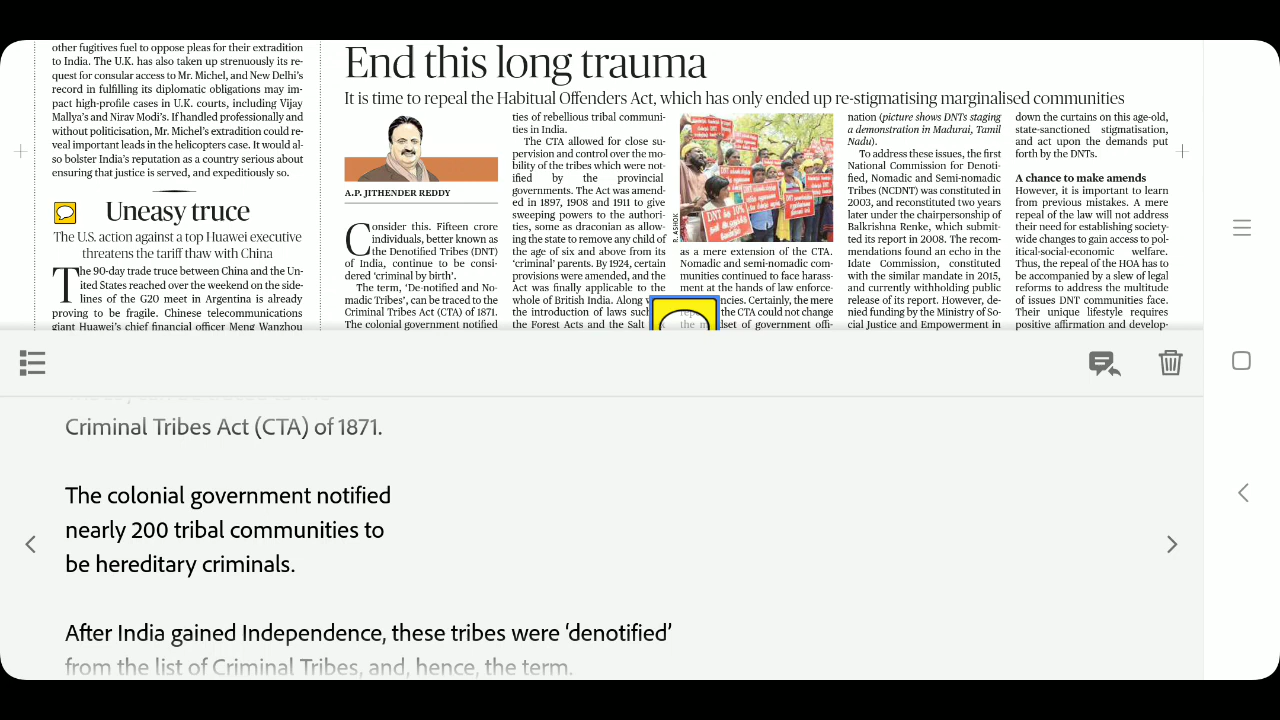 other fugitives fuel to oppose pleas for their extradition
to India. The U.K. has also taken up strenuously its re-
quest for consular access to Mr. Michel, and New Delhi's
record in fulfilling its diplomatic obligations may im-
pact high-profile cases in U.K. courts, including Vijay
Mallya's and Nirav Modi's. If handled professionally and
without politicisation, Mr. Michel's extradition could re-
veal important leads in the helicopters case. It would al-
so bolster India's reputation as a country serious about
ensuring that justice is served, and expeditiously so.
Uneasy truce
The U.S. action against a top Huawei executive
threatens the tariff thaw with China
The 90-day trade truce between China and the Un-
ited States reached over the weekend on the side-
lines of the G20 meet in Argentina is already
proving to be fragile. Chinese telecommunications
giant Huawei's chief financial officer Meng Wanzhou
End this long trauma
It is time to repeal the Habitual Offenders Act, which has only ended up re-stigmatising marginalised communities
A.P. JITHENDER REDDY
Consider this. Fifteen crore
individuals, better known as
the Denotified Tribes (DNT)
of India, continue to be consi-
dered 'criminal by birth'.
The term, 'De-notified and No-
madic Tribes', can be traced to the
Criminal Tribes Act (CTA) of 1871.
The colonial government notified
ties of rebellious tribal communi-
ties in India.
The CTA allowed for close su-
pervision and control over the mo-
bility of the tribes which were not-
ified by the provincial
governments. The Act was amend-
ed in 1897, 1908 and 1911 to give
sweeping powers to the authori-
ties, some as draconian as allow-
ing the state to remove any child of
the age of six and above from its
'criminal' parents. By 1924, certain
provisions were amended, and the
Act was finally applicable to the
whole of British India. Along
the introduction of laws such
the Forest Acts and the Salt
R. ASHOK
as a mere extension of the CTA.
Nomadic and semi-nomadic com-
munities continued to face harass-
ment at the hands of law enforce-
ncies. Certainly, the mere
the CTA could not change
the mindset of government offi-
nation (picture shows DNTs staging
a demonstration in Madurai, Tamil
Nadu).
To address these issues, the first
National Commission for Denoti-
fied, Nomadic and Semi-nomadic
Tribes (NCDNT) was constituted in
2003, and reconstituted two years
later under the chairpersonship of
Balkrishna Renke, which submit-
ted its report in 2008. The recom-
mendations found an echo in the
Idate Commission, constituted
with the similar mandate in 2015,
and currently withholding public
release of its report. However, de-
nied funding by the Ministry of So-
cial Justice and Empowerment in
down the curtains on this age-old,
state-sanctioned stigmatisation,
and act upon the demands put
forth by the DNTs.
A chance to make amends
However, it is important to learn
from previous mistakes. A mere
repeal of the law will not address
their need for establishing society-
wide changes to gain access to pol-
itical-social-economic welfare.
Thus, the repeal of the HOA has to
be accompanied by a slew of legal
reforms to address the multitude
of issues DNT communities face.
Their unique lifestyle requires
positive affirmation and develop-
Criminal Tribes Act (CTA) of 1871.
The colonial government notified
nearly 200 tribal communities to
be hereditary criminals.
After India gained Independence, these tribes were ‘denotified’
from the list of Criminal Tribes, and, hence, the term.